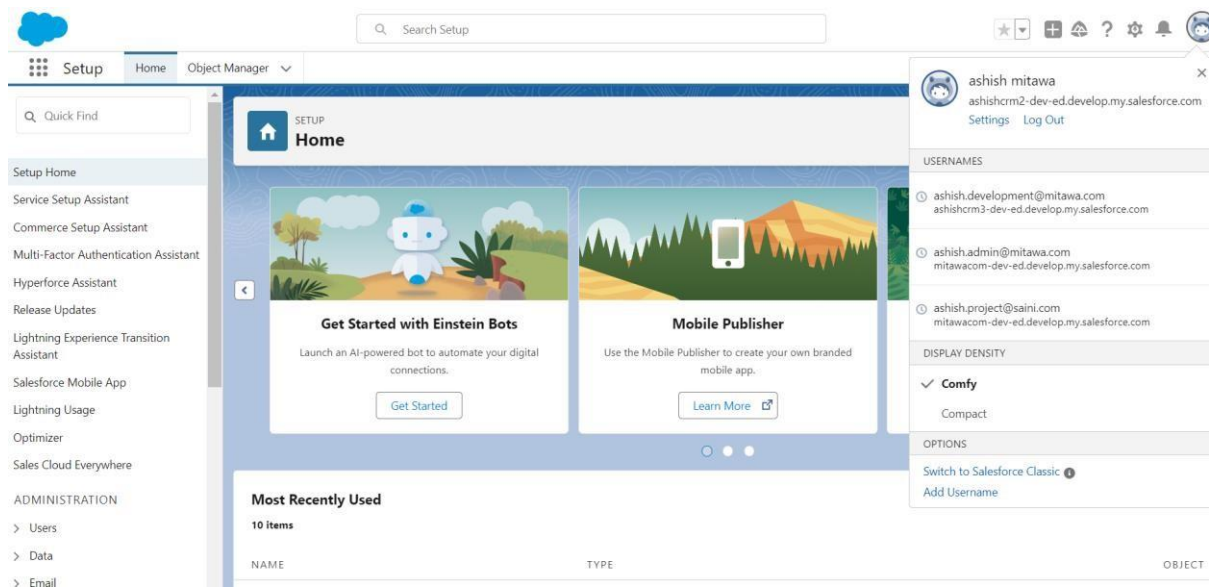 Search Setup
Setup
Home
Object Manager
Quick Find
Setup Home
Service Setup Assistant
Commerce Setup Assistant
Multi-Factor Authentication Assistant
Hyperforce Assistant
Release Updates
Lightning Experience Transition
Assistant
Salesforce Mobile App
Lightning Usage
Optimizer
Sales Cloud Everywhere
ADMINISTRATION
Users
Data
Email
SETUP
Home
Get Started with Einstein Bots
Launch an AI-powered bot to automate your digital
connections.
Get Started
Mobile Publisher
Use the Mobile Publisher to create your own branded
mobile app.
Learn More
Most Recently Used
10 items
NAME TYPE OBJECT
ashish mitawa
ashishcrm2-dev-ed.develop.my.salesforce.com
Settings Log Out
USERNAMES
ashish.development@mitawa.com
ashishcrm3-dev-ed.develop.my.salesforce.com
ashish.admin@mitawa.com
mitawacom-dev-ed.develop.my.salesforce.com
ashish.project@saini.com
mitawacom-dev-ed.develop.my.salesforce.com
DISPLAY DENSITY
Comfy
Compact
OPTIONS
Switch to Salesforce Classic
Add Username